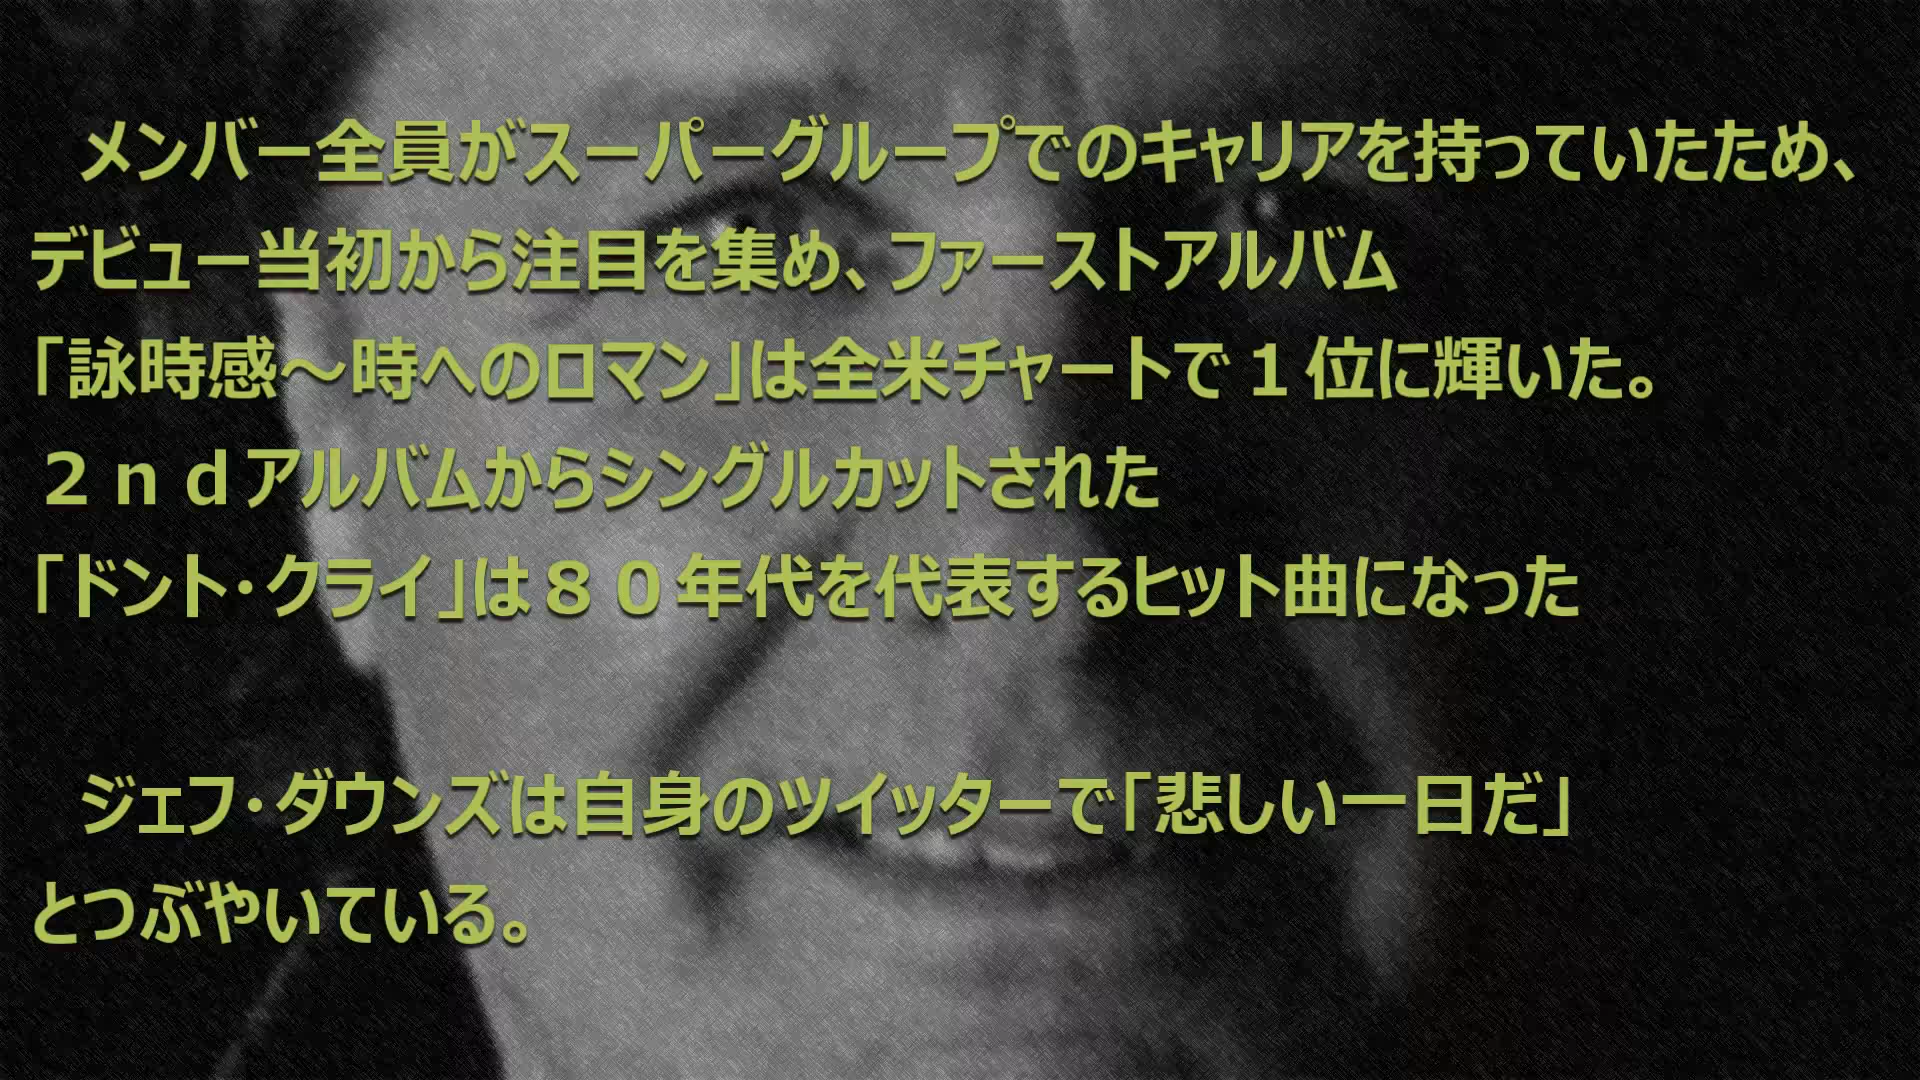 メンバー全員がスーパーグループでのキャリアを持っていたため、
デビュー当初から注目を集め、ファーストアルバム
「詠時感～時へのロマン」は全米チャートで１位に輝いた。
２ｎｄアルバムからシングルカットされた
「ドント・クライ」は８０年代を代表するヒット曲になった
ジェフ・ダウンズは自身のツイッターで「悲しい一日だ」
とつぶやいている。